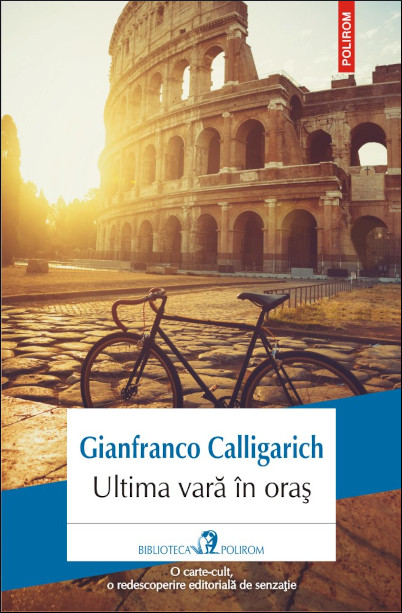 POLIROM
Gianfranco Calligarich
Ultima vară în oraş
BIBLIOTECA POLIROM
O carte-cult,
o redescoperire editorială de senzaţie